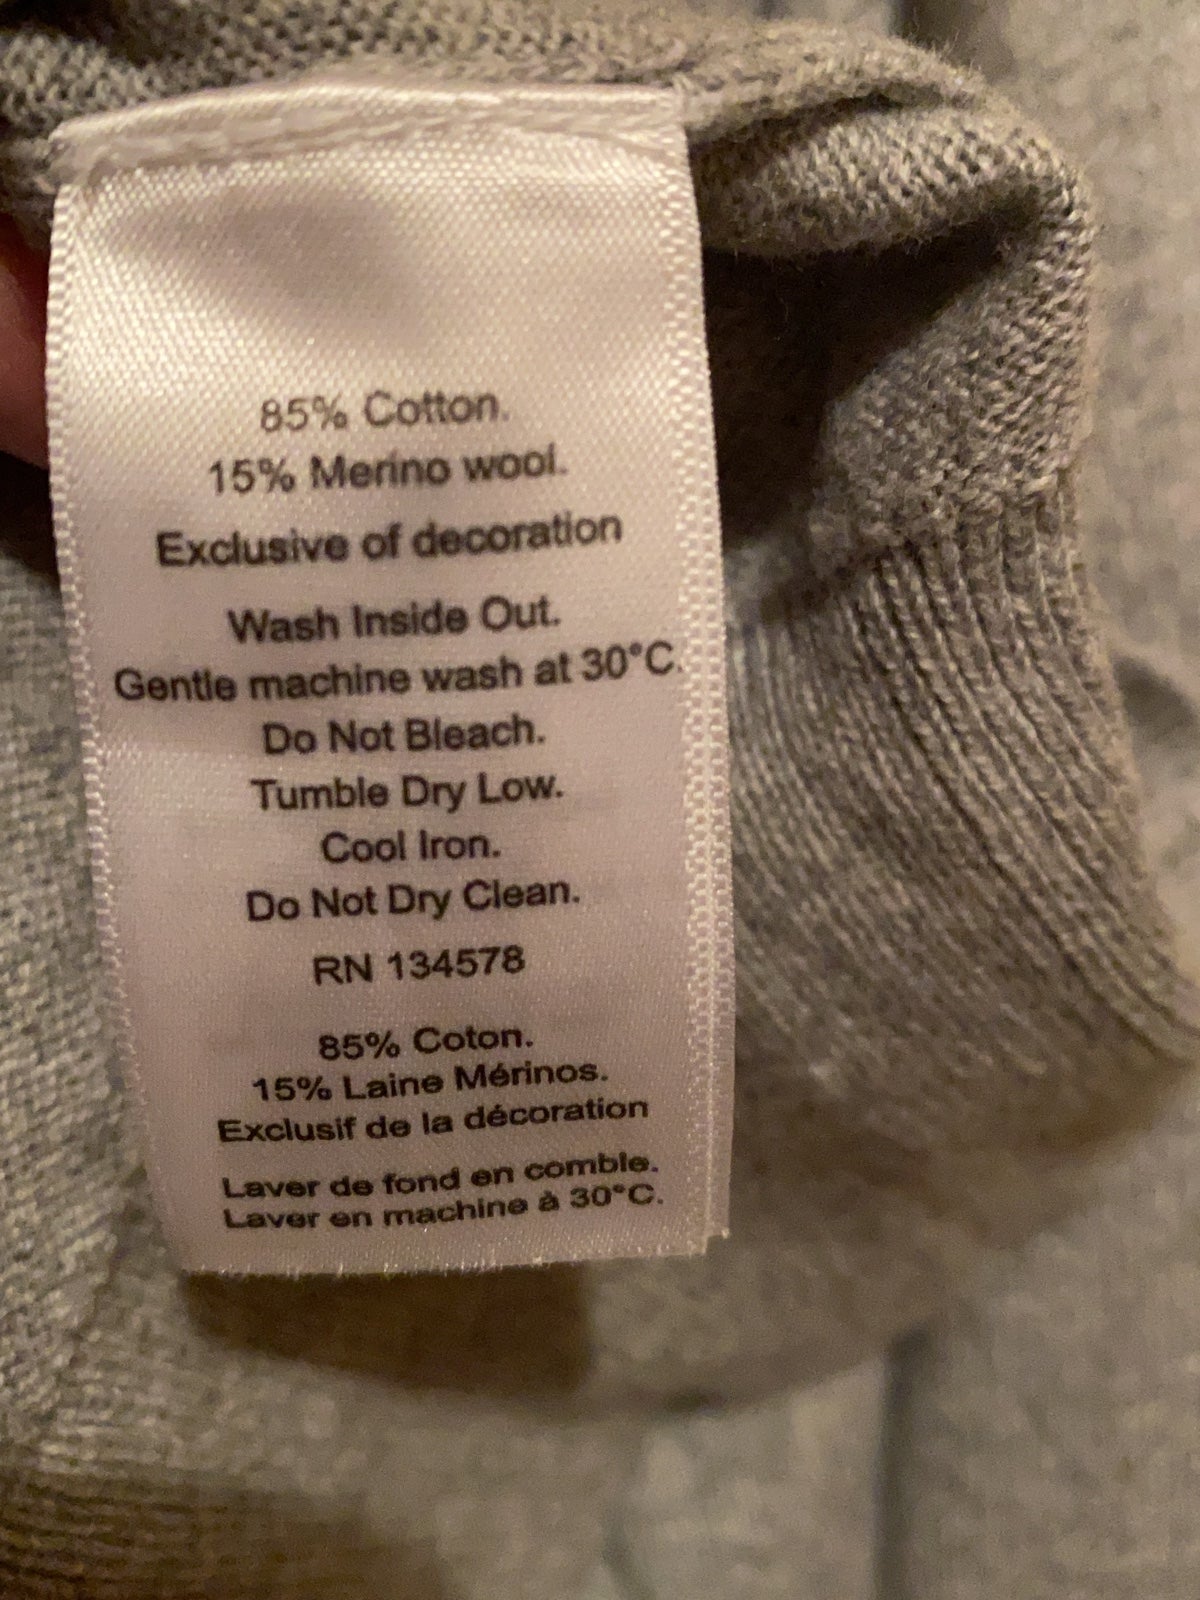 85% Cotton.
15% Merino wool.
Exclusive of decoration
Wash Inside Out.
Gentle machine wash at 30°C.
Do Not Bleach.
Tumble Dry Low.
Cool Iron.
Do Not Dry Clean.
RN 134578
85% Coton.
15% Laine Mérinos.
Exclusif de la décoration
Laver de fond en comble.
Laver en machine à 30°C.